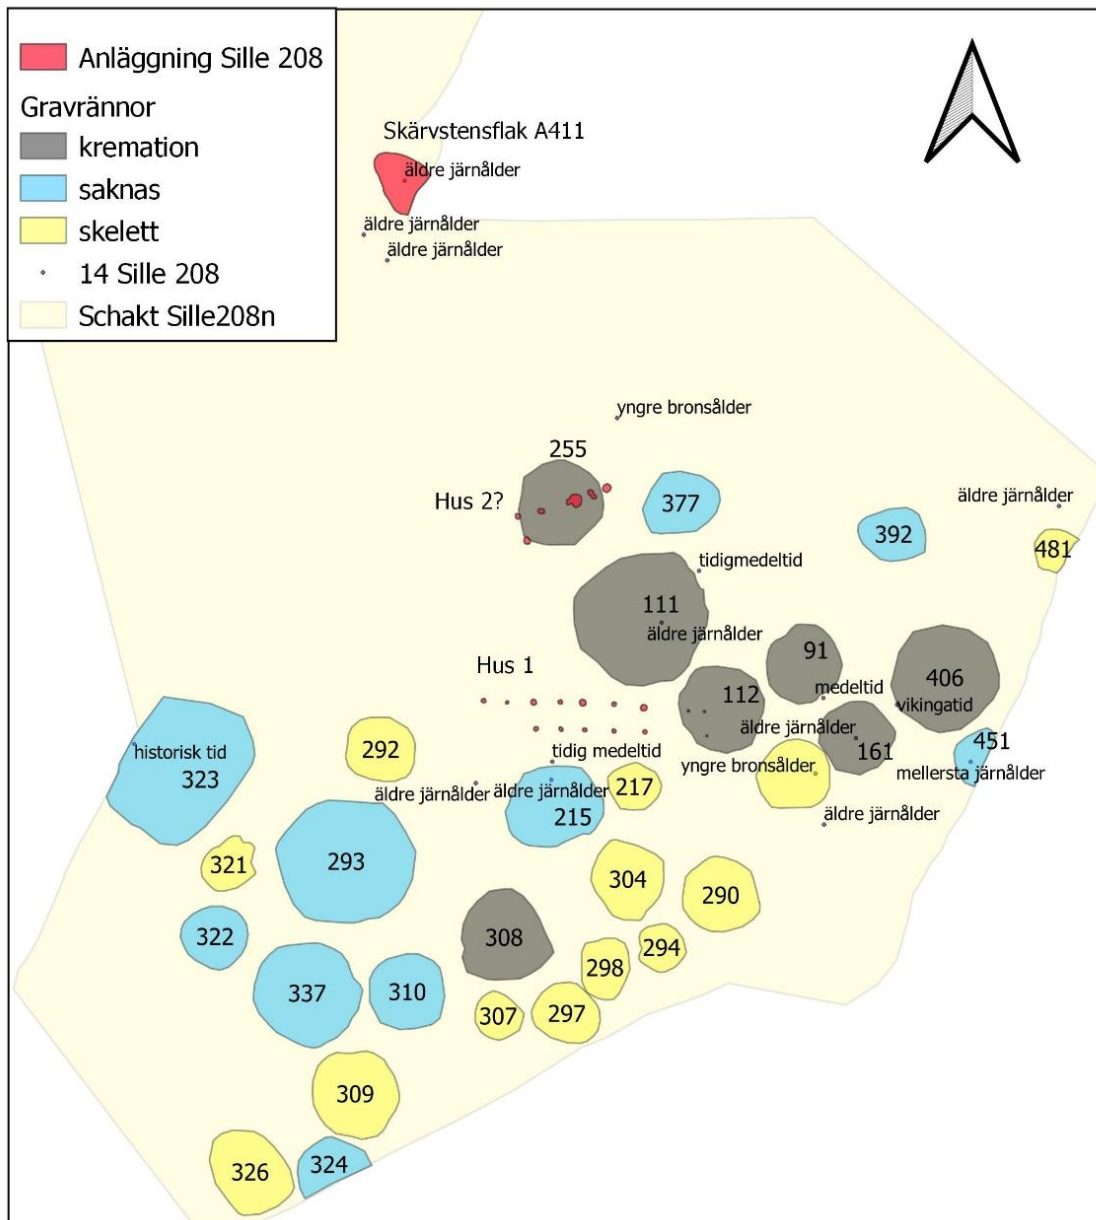 Anläggning Sille 208
Gravrännor
kremation
saknas
skelett
14 Sille 208
Schakt Sille208n
Skärvstensflak A411
äldre järnålder
äldre järnålder
äldre järnålder
yngre bronsålder
255
Hus 2?
377
äldre järnålder
392
481
tidigmedeltid
111
äldre järnålder
91
Hus 1
406
112
medeltid
vikingatid
äldre järnålder
161
451
292
historisk tid
323
tidig medeltid
yngre bronsålder
mellersta järnålder
äldre järnålder
äldre järnålder
217
215
äldre järnålder
321
293
304
290
322
308
294
298
337
310
307
297
309
326
324